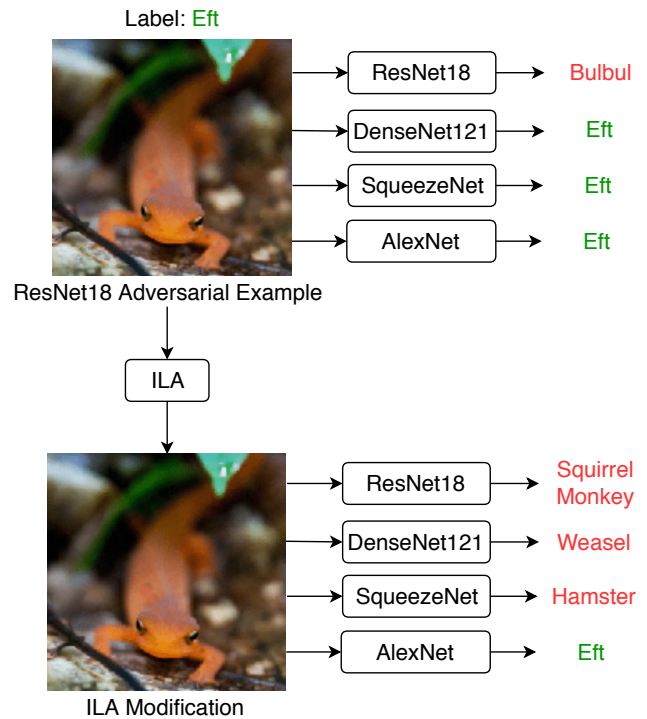 Label: Eft
ResNet18
Bulbul
DenseNet121
Eft
SqueezeNet
Eft
AlexNet
Eft
ResNet18 Adversarial Example
ILA
ResNet18
Squirrel
Monkey
DenseNet121
Weasel
SqueezeNet
Hamster
AlexNet
Eft
ILA Modification